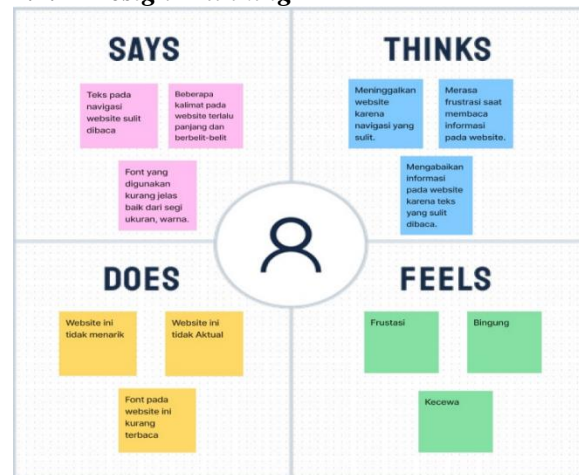 SAYS
THINKS
Teks pada
navigasi
website sulit
dibaca
Beberapa
kalimat pada
website terlalu
panjang dan
berbelit-belit
Font yang
digunakan
kurang jelas
baik dari segi
ukuran, warna.
Meninggalkan
website
karena
navigasi yang
sulit.
Merasa
frustrasi saat
membaca
informasi
pada website.
Mengabaikan
informasi
pada website
karena teks
yang sulit
dibaca.
DOES
FEELS
Website ini
tidak menarik
Website ini
tidak Aktual
Font pada
website ini
kurang
terbaca
Frustasi
Bingung
Kecewa